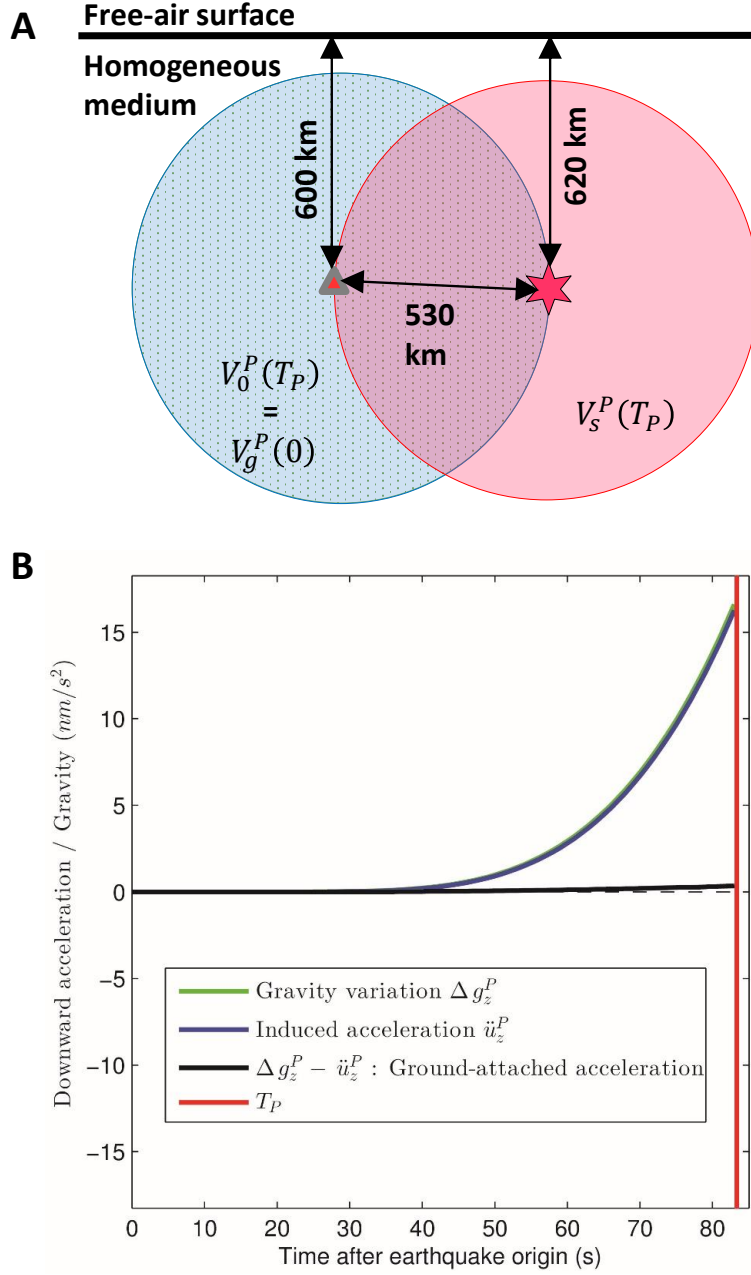 A
Free-air surface
Homogeneous
medium
600 km
620 km
530
km
V_0^P(T_P)
=
V_g^P(0)
V_s^P(T_P)
B
Downward acceleration / Gravity (nm/s²)
15
10
5
0
−5
−10
−15
Gravity variation Δg_z^P
Induced acceleration ü_z^P
Δg_z^P − ü_z^P : Ground-attached acceleration
T_P
0 10 20 30 40 50 60 70 80
Time after earthquake origin (s)